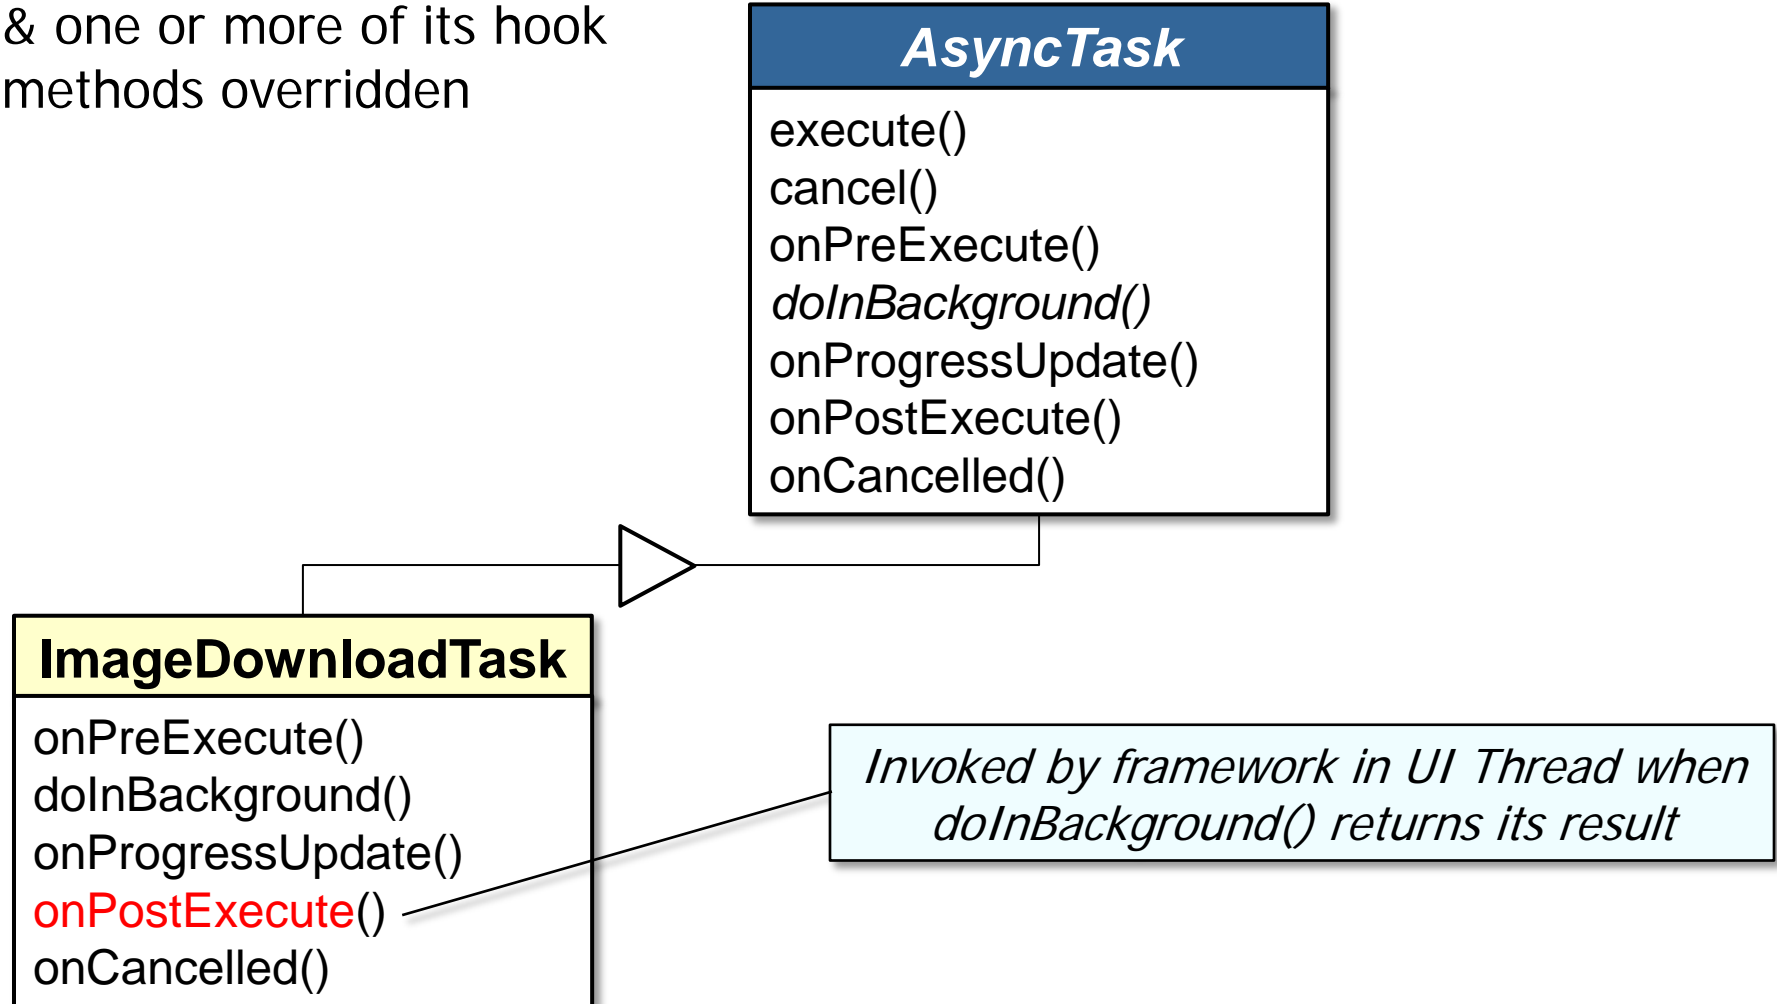 & one or more of its hook
methods overridden
AsyncTask
execute()
cancel()
onPreExecute()
doInBackground()
onProgressUpdate()
onPostExecute()
onCancelled()
ImageDownloadTask
onPreExecute()
doInBackground()
onProgressUpdate()
onPostExecute()
onCancelled()
Invoked by framework in UI Thread when
doInBackground() returns its result